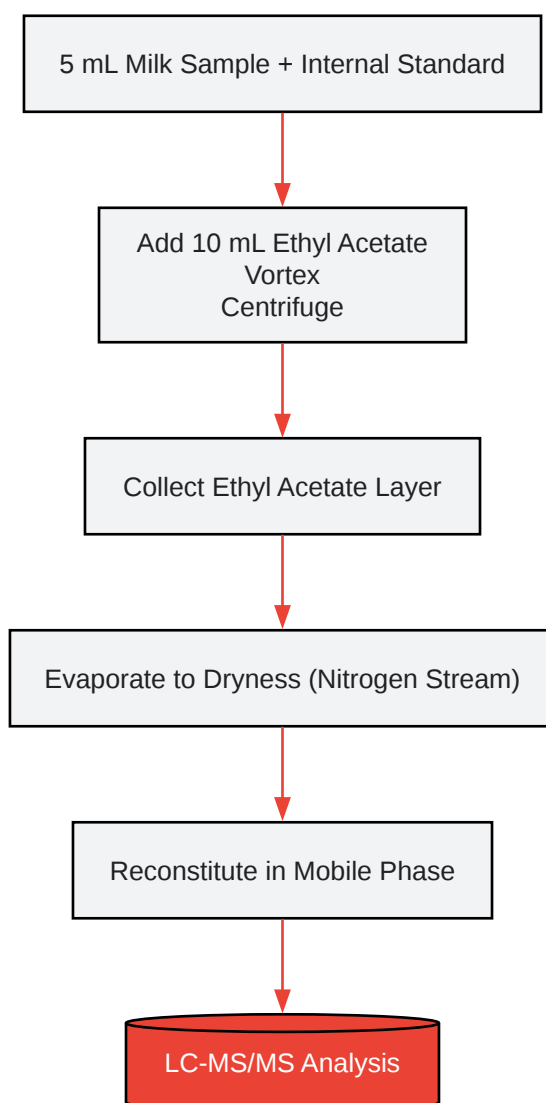 5 mL Milk Sample + Internal Standard
Add 10 mL Ethyl Acetate
Vortex
Centrifuge
Collect Ethyl Acetate Layer
Evaporate to Dryness (Nitrogen Stream)
Reconstitute in Mobile Phase
LC-MS/MS Analysis